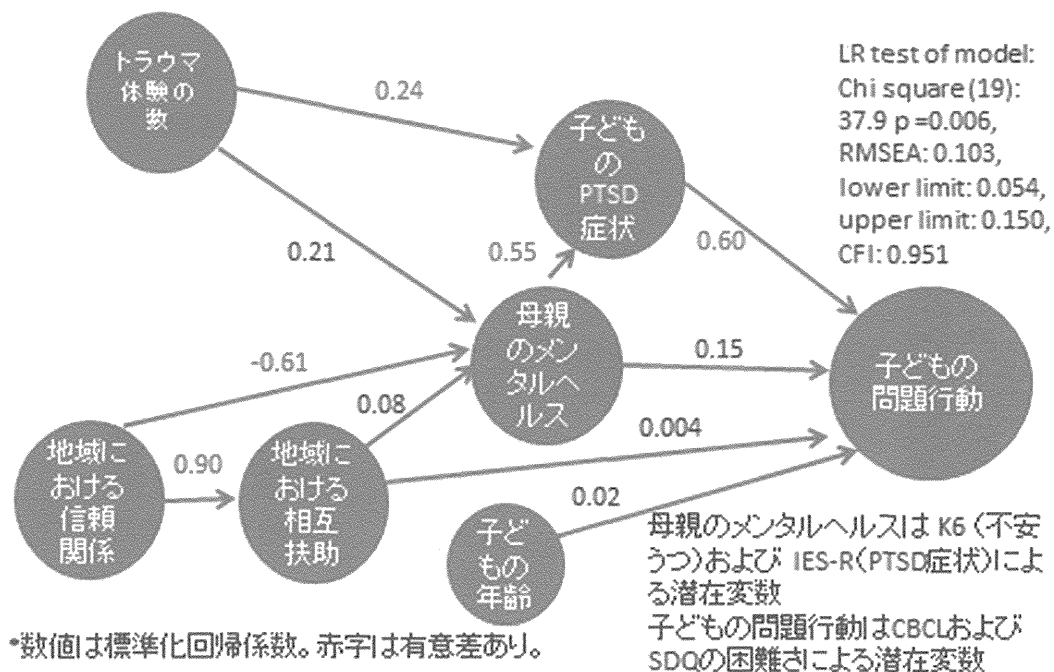 トラウマ
体験の
数
0.24
子ども
の
PTSD
症状
LR test of model:
Chi square (19):
37.9 p =0.006,
RMSEA: 0.103,
lower limit: 0.054,
upper limit: 0.150,
CFI: 0.951
0.21
0.55
0.60
母親
のメン
タルヘ
ルス
-0.61
0.08
0.15
子どもの
問題行動
地域に
おける
信頼
関係
0.90
地域に
おける
相互
扶助
0.004
0.02
子ど
もの
年齢
母親のメンタルヘルスは K6 (不安
うつ)および IES-R(PTSD症状)によ
る潜在変数
子どもの問題行動はCBCLおよび
SDQの困難さによる潜在変数
*数値は標準化回帰係数。赤字は有意差あり。